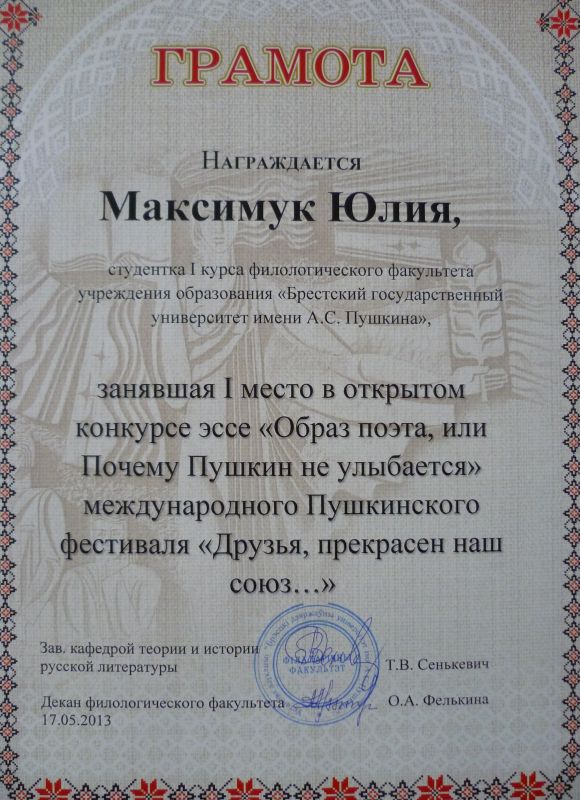 ГРАМОТА
НАГРАЖДАЕТСЯ
Максимук Юлия,
студентка I курса филологического факультета
учреждения образования «Брестский государственный
университет имени А.С. Пушкина»,
занявшая I место в открытом
конкурсе эссе «Образ поэта, или
Почему Пушкин не улыбается»
международного Пушкинского
фестиваля «Друзья, прекрасен наш
союз…»
Зав. кафедрой теории и истории
русской литературы
Т.В. Сенькевич
ФАКУЛЬТЭТ
Декан филологического факультета
О.А. Фелькина
17.05.2013